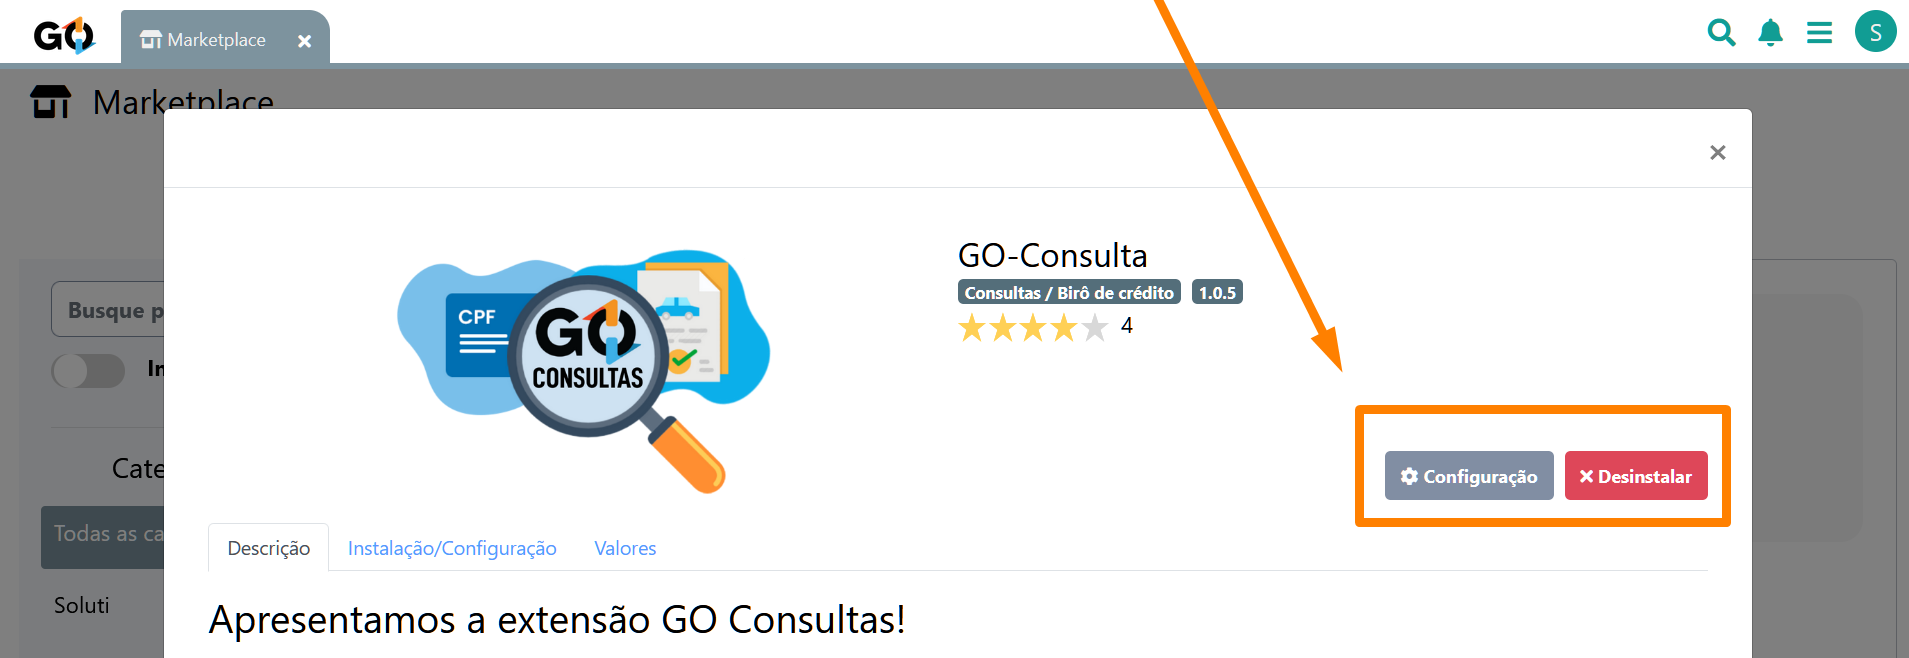 GO
Marketplace
S
Marketplace
GO-Consulta
Consultas / Birô de crédito 1.0.5
4
CPF
GO
CONSULTAS
Busque p
In
Configuração Desinstalar
Cate
Todas as ca
Descrição Instalação/Configuração Valores
Soluti
Apresentamos a extensão GO Consultas!